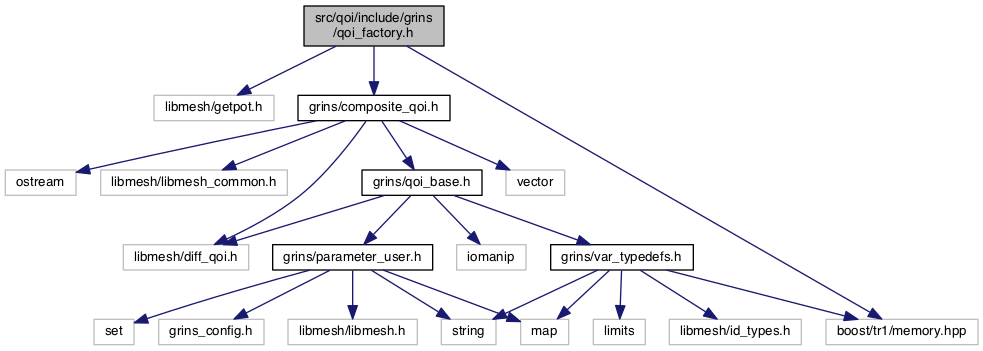 src/qoi/include/grins
/qoi_factory.h
libmesh/getpot.h
grins/composite_qoi.h
ostream
libmesh/libmesh_common.h
grins/qoi_base.h
vector
libmesh/diff_qoi.h
grins/parameter_user.h
iomanip
grins/var_typedefs.h
set
grins_config.h
libmesh/libmesh.h
string
map
limits
libmesh/id_types.h
boost/tr1/memory.hpp